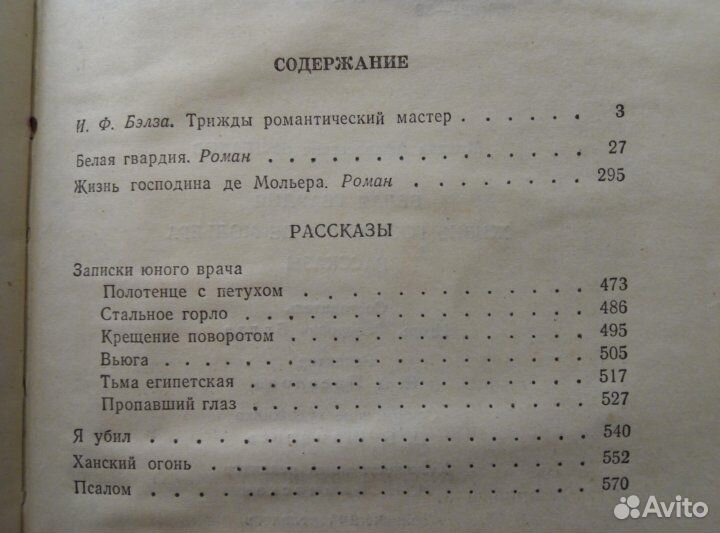 СОДЕРЖАНИЕ
И. Ф. Бэлза. Трижды романтический мастер . . . . . . 3
Белая гвардия. Роман . . . . . . . . . . . . . . . 27
Жизнь господина де Мольера. Роман . . . . . . . . 295
РАССКАЗЫ
Записки юного врача
Полотенце с петухом . . . . . . . . . . . . . 473
Стальное горло . . . . . . . . . . . . . . . 486
Крещение поворотом . . . . . . . . . . . . . 495
Вьюга . . . . . . . . . . . . . . . . . . . 505
Тьма египетская . . . . . . . . . . . . . . 517
Пропавший глаз . . . . . . . . . . . . . . . 527
Я убил . . . . . . . . . . . . . . . . . . . . 540
Ханский огонь . . . . . . . . . . . . . . . . . 552
Псалом . . . . . . . . . . . . . . . . . . . . 570
Avito